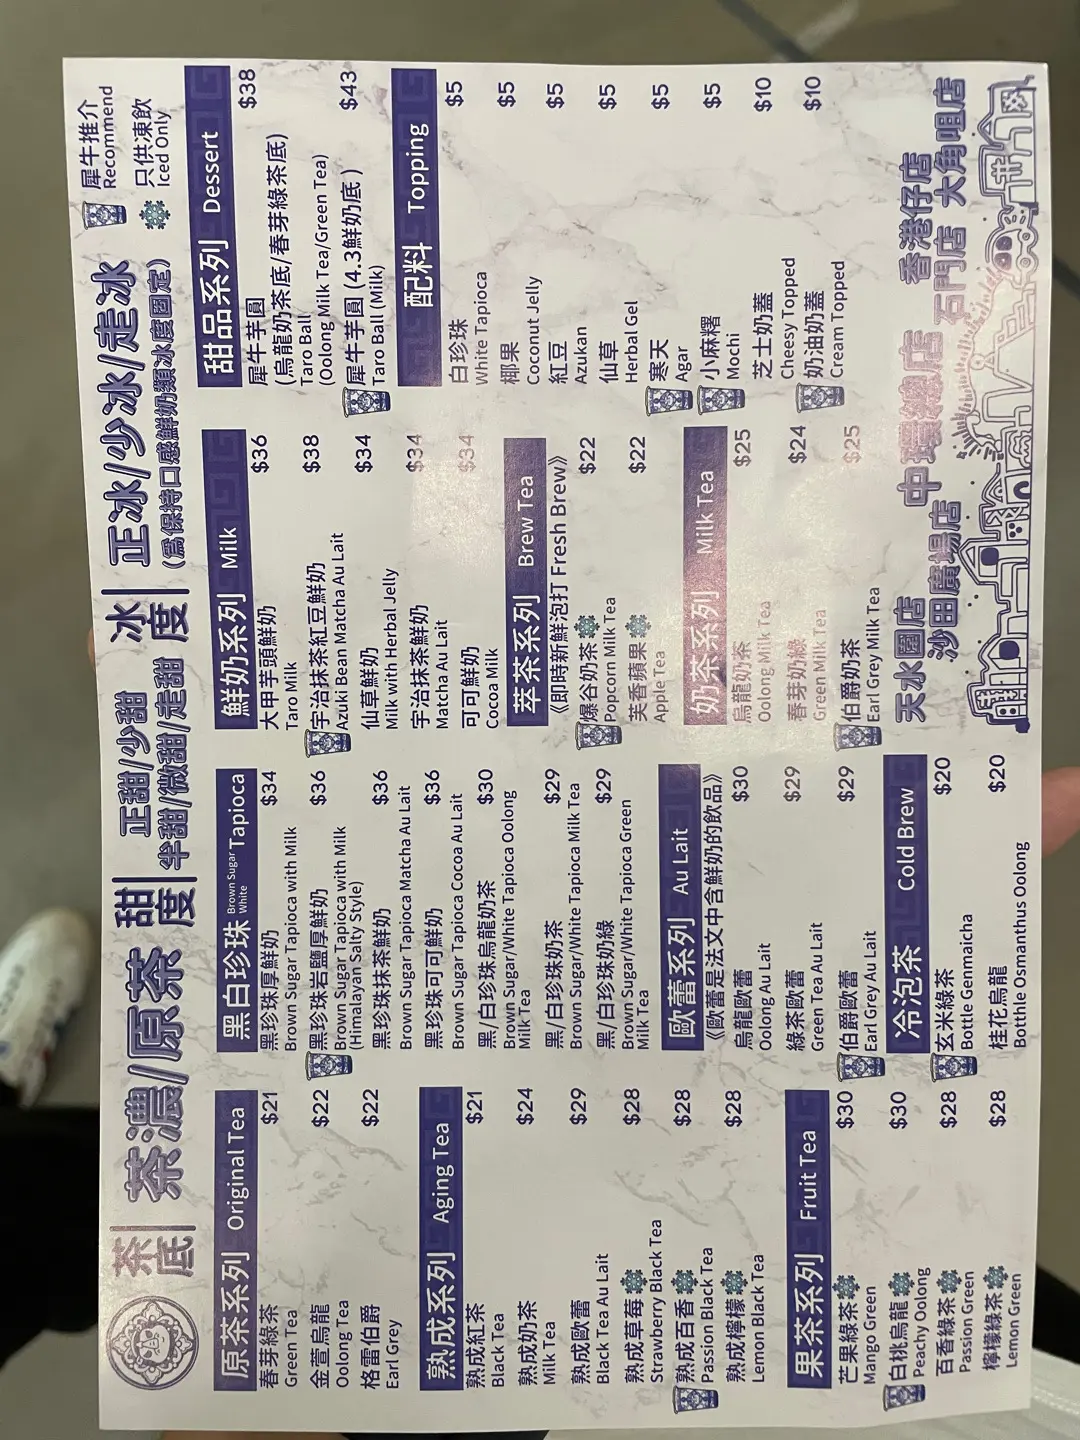 茶底
茶濃/原茶
甜度
正甜/少甜
半甜/微甜/走甜
冰度
正冰/少冰/走冰
(為保持口感鮮奶類冰度固定)
犀牛推介
Recommend
只供凍飲
Iced Only
原茶系列 Original Tea
春芽綠茶 $21
Green Tea
金萱烏龍 $22
Oolong Tea
格雷伯爵 $22
Earl Grey
熟成系列 Aging Tea
熟成紅茶 $21
Black Tea
熟成奶茶 $24
Milk Tea
熟成歐蕾 $29
Black Tea Au Lait
熟成草莓 $28
Strawberry Black Tea
熟成百香 $28
Passion Black Tea
熟成檸檬 $28
Lemon Black Tea
果茶系列 Fruit Tea
芒果綠茶 $30
Mango Green
白桃烏龍 $30
Peachy Oolong
百香綠茶 $28
Passion Green
檸檬綠茶 $28
Lemon Green
黑白珍珠 Brown Sugar White Tapioca
黑珍珠厚鮮奶 $34
Brown Sugar Tapioca with Milk
黑珍珠岩鹽厚鮮奶 $36
Brown Sugar Tapioca with Milk
(Himalayan Salty Style)
黑珍珠抹茶鮮奶 $36
Brown Sugar Tapioca Matcha Au Lait
黑珍珠可可鮮奶 $36
Brown Sugar Tapioca Cocoa Au Lait
黑/白珍珠烏龍奶茶 $30
Brown Sugar/White Tapioca Oolong
Milk Tea
黑/白珍珠奶茶 $29
Brown Sugar/White Tapioca Milk Tea
黑/白珍珠奶綠 $29
Brown Sugar/White Tapioca Green
Milk Tea
歐蕾系列 Au Lait
《歐蕾是法文中含鮮奶的飲品》
烏龍歐蕾 $30
Oolong Au Lait
綠茶歐蕾 $29
Green Tea Au Lait
伯爵歐蕾 $29
Earl Grey Au Lait
冷泡茶 Cold Brew
玄米綠茶 $20
Bottle Genmaicha
桂花烏龍 $20
Botthle Osmanthus Oolong
鮮奶系列 Milk
大甲芋頭鮮奶 $36
Taro Milk
宇治抹茶紅豆鮮奶 $38
Azuki Bean Matcha Au Lait
仙草鮮奶 $34
Milk with Herbal Jelly
宇治抹茶鮮奶 $34
Matcha Au Lait
可可鮮奶 $34
Cocoa Milk
萃茶系列 Brew Tea
《即時新鮮泡打 Fresh Brew》
爆谷奶茶 $22
Popcorn Milk Tea
芙香蘋果 $22
Apple Tea
奶茶系列 Milk Tea
烏龍奶茶 $25
Oolong Milk Tea
春芽奶綠 $24
Green Milk Tea
伯爵奶茶 $25
Earl Grey Milk Tea
甜品系列 Dessert
犀牛芋圓 $38
(烏龍奶茶底/春芽綠茶底)
Taro Ball
(Oolong Milk Tea/Green Tea)
犀牛芋圓 (4.3鮮奶底) $43
Taro Ball (Milk)
配料 Topping
白珍珠 $5
White Tapioca
椰果 $5
Coconut Jelly
紅豆 $5
Azukan
仙草 $5
Herbal Gel
寒天 $5
Agar
小麻糬 $5
Mochi
芝士奶蓋 $10
Cheesy Topped
奶油奶蓋 $10
Cream Topped
天水圍店 中環總店 香港仔店
沙田廣場店 石門店 大角咀店